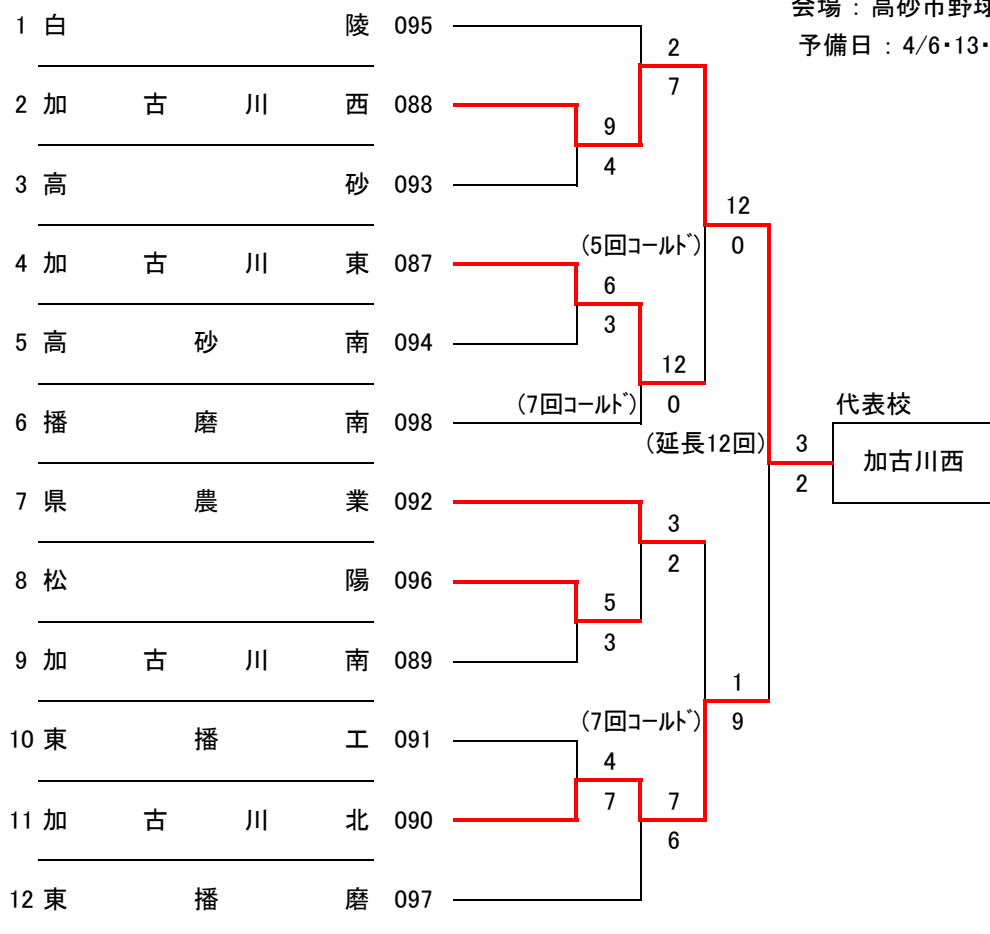 会場：高砂市野球
予備日：4/6・13・
1 白陵 095
2
7
2 加古川西 088
9
4
3 高砂 093
12
0
(5回ｺｰﾙﾄﾞ)
4 加古川東 087
6
3
5 高砂南 094
12
0
(7回ｺｰﾙﾄﾞ)
6 播磨南 098
代表校
(延長12回)
3
2
加古川西
7 県農業 092
3
2
8 松陽 096
5
3
9 加古川南 089
1
9
(7回ｺｰﾙﾄﾞ)
10 東播工 091
4
7
7
6
11 加古川北 090
12 東播磨 097